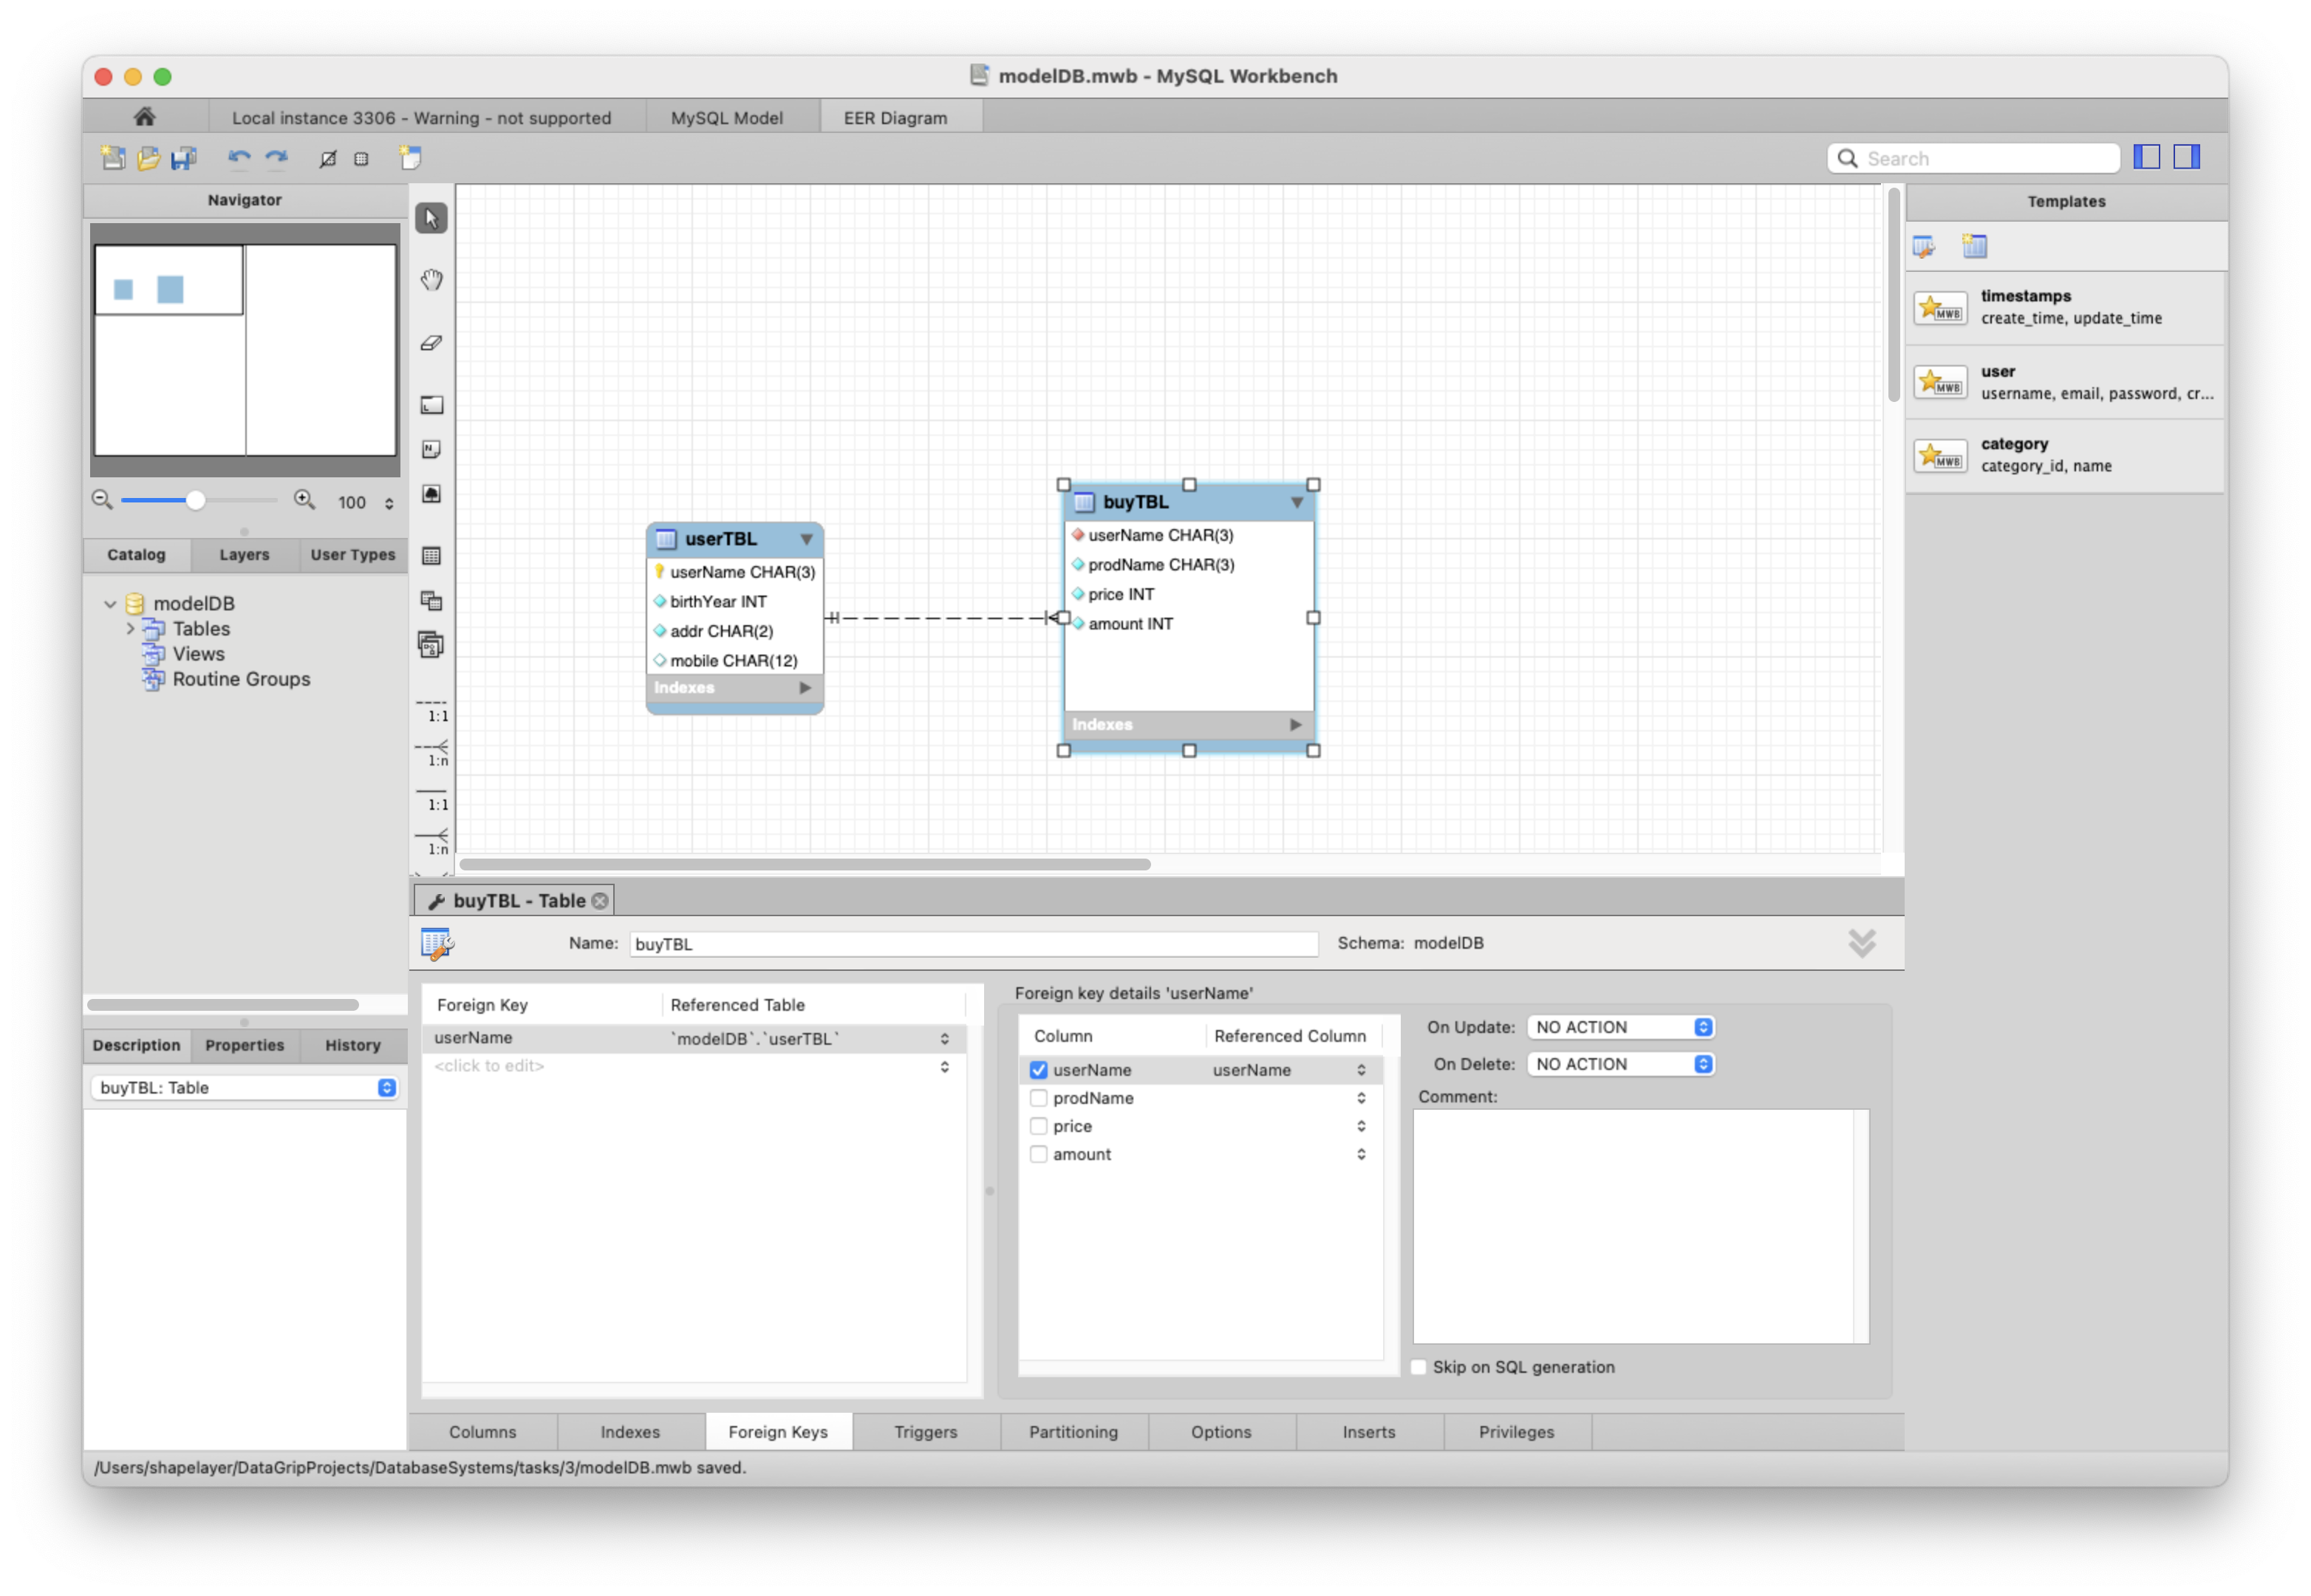 modelDB.mwb - MySQL Workbench
Local instance 3306 - Warning - not supported
MySQL Model
EER Diagram
Search
Navigator
100
Catalog
Layers
User Types
modelDB
Tables
Views
Routine Groups
Description
Properties
History
buyTBL: Table
N
1:1
1:n
1:1
1:n
userTBL
userName CHAR(3)
birthYear INT
addr CHAR(2)
mobile CHAR(12)
Indexes
buyTBL
userName CHAR(3)
prodName CHAR(3)
price INT
amount INT
Indexes
Templates
MWB
timestamps
create_time, update_time
MWB
user
username, email, password, cr...
MWB
category
category_id, name
buyTBL - Table
Name: buyTBL
Schema: modelDB
Foreign Key
Referenced Table
userName
`modelDB`.`userTBL`
<click to edit>
Foreign key details 'userName'
Column
Referenced Column
userName
userName
prodName
price
amount
On Update: NO ACTION
On Delete: NO ACTION
Comment:
Skip on SQL generation
Columns
Indexes
Foreign Keys
Triggers
Partitioning
Options
Inserts
Privileges
/Users/shapelayer/DataGripProjects/DatabaseSystems/tasks/3/modelDB.mwb saved.